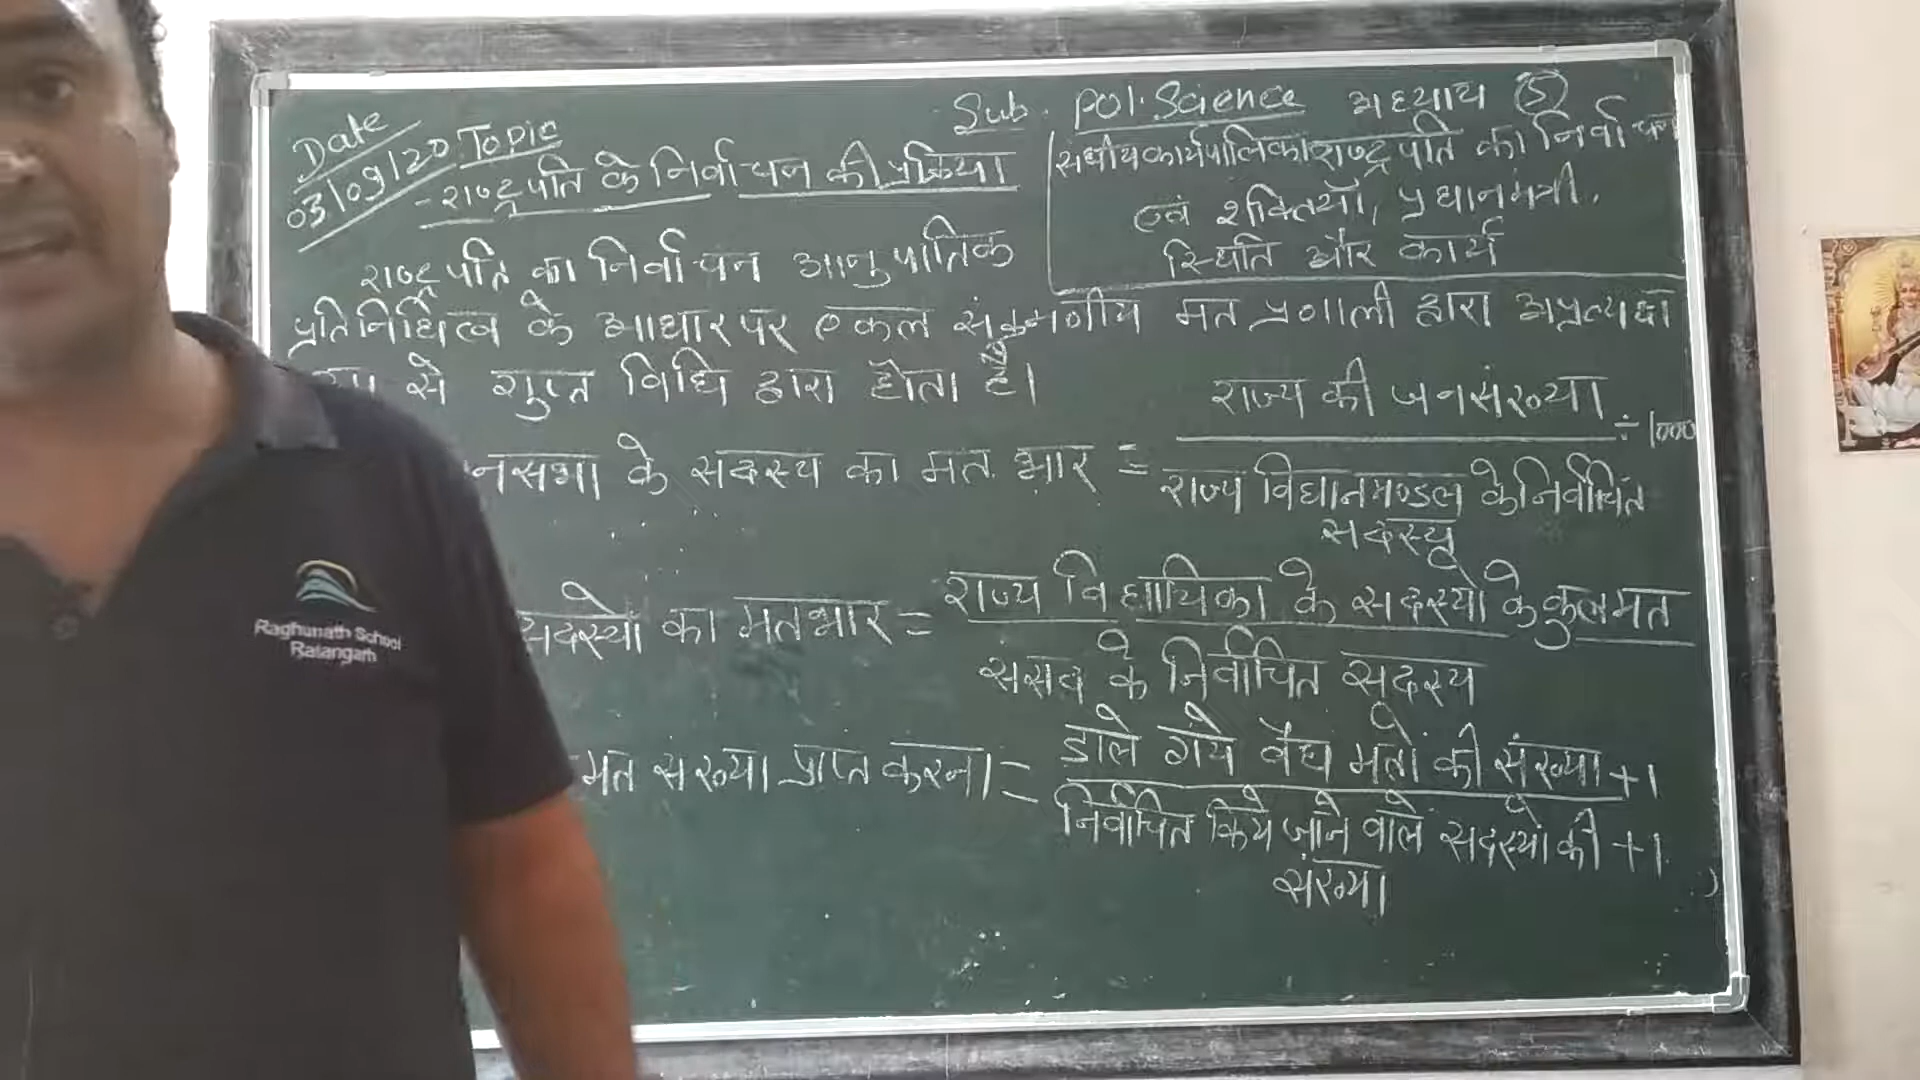 Date
03/09/20
Topic
- राष्ट्रपति के निर्वाचन की प्रक्रिया
Sub. Pol. Science अध्याय 5
संघीय कार्यपालिका राष्ट्रपति का निर्वाचन
एवं शक्तियाँ, प्रधानमंत्री,
स्थिति और कार्य
राष्ट्रपति का निर्वाचन आनुपातिक
प्रतिनिधित्व के आधार पर एकल संक्रमणीय मत प्रणाली द्वारा अप्रत्यक्ष
से गुप्त विधि द्वारा होता है।
राज्य की जनसंख्या ÷ 1000
नसभा के सदस्य का मत भार =
राज्य विधानमण्डल के निर्वाचित
सदस्य
राज्य विधायिका के सदस्यों के कुल मत
सदस्यों का मतभार =
संसद के निर्वाचित सदस्य
डाले गये वैध मतों की संख्या + 1
मत संख्या प्राप्त करना =
निर्वाचित किये जाने वाले सदस्यों की + 1
संख्या
Raghunath School
Ratangarh